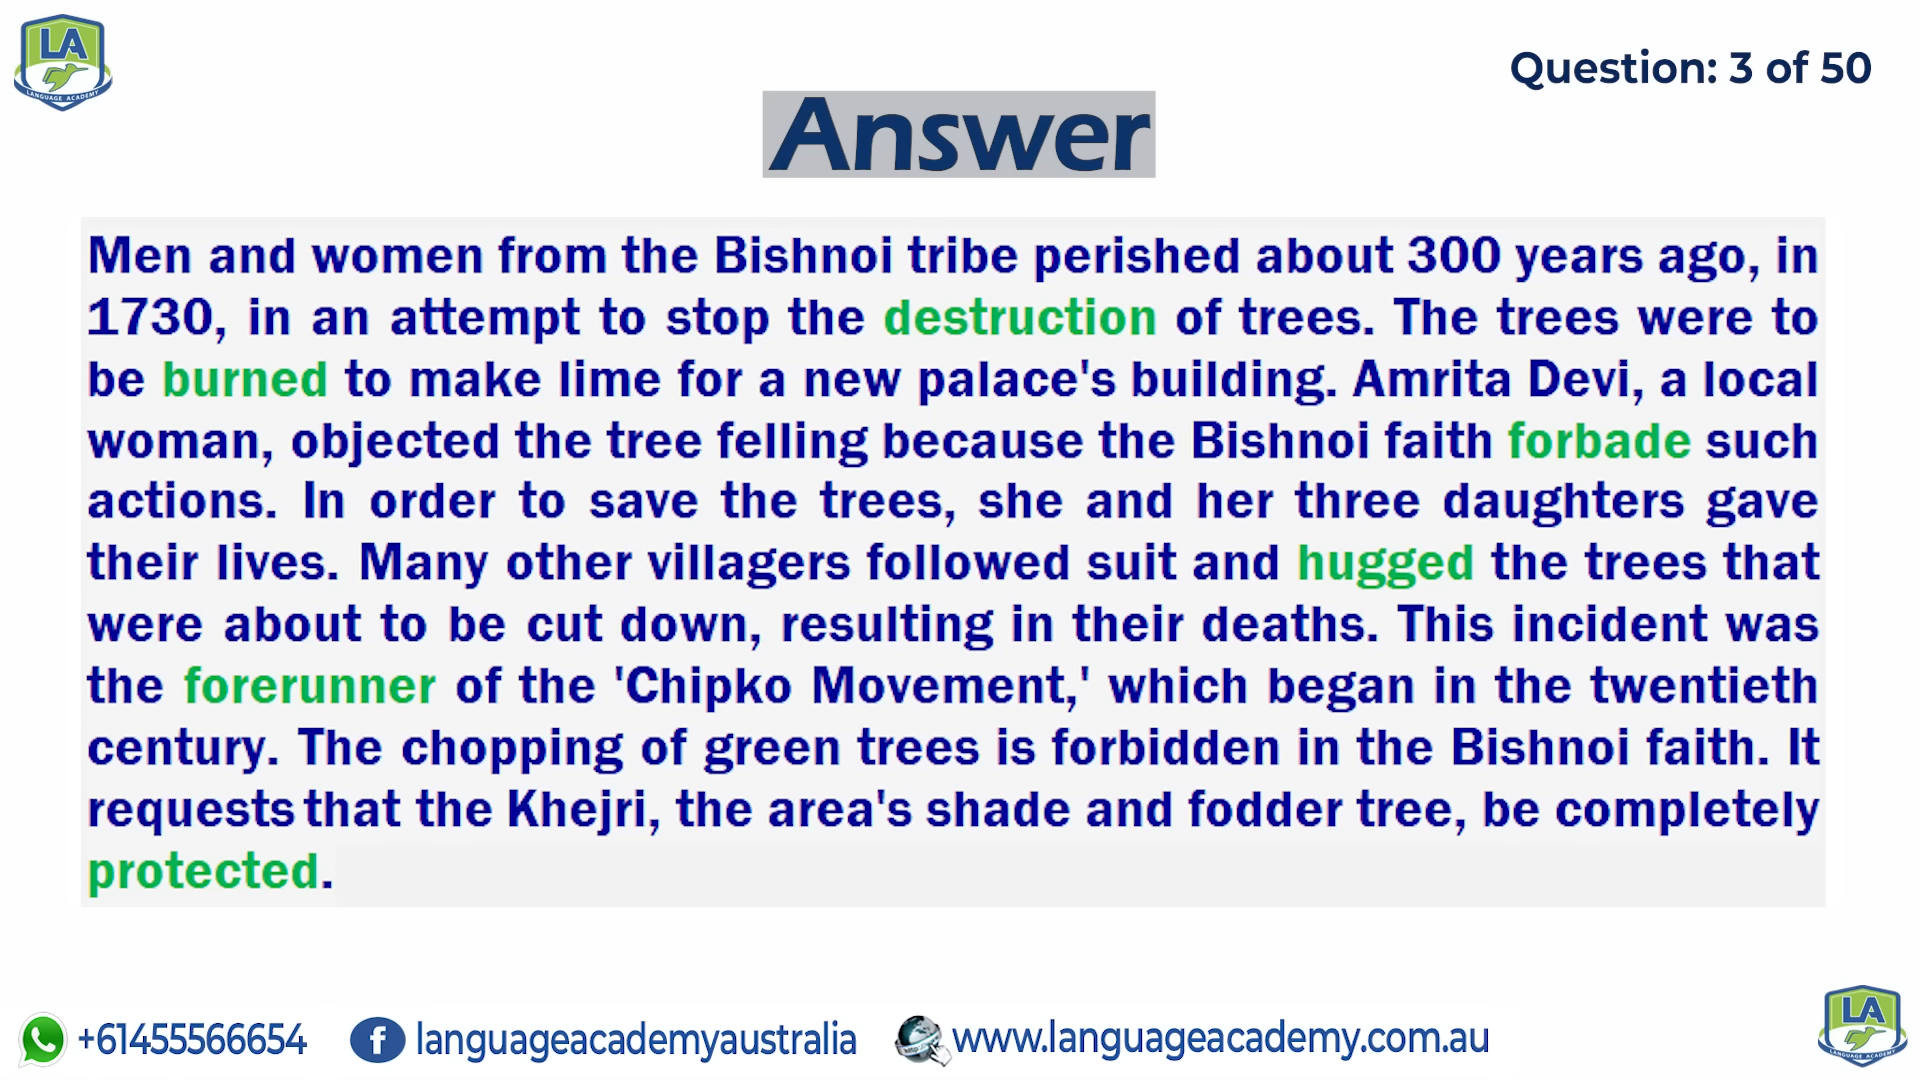 LA
LANGUAGE ACADEMY
Question: 3 of 50
Answer
Men and women from the Bishnoi tribe perished about 300 years ago, in
1730, in an attempt to stop the destruction of trees. The trees were to
be burned to make lime for a new palace's building. Amrita Devi, a local
woman, objected the tree felling because the Bishnoi faith forbade such
actions. In order to save the trees, she and her three daughters gave
their lives. Many other villagers followed suit and hugged the trees that
were about to be cut down, resulting in their deaths. This incident was
the forerunner of the 'Chipko Movement,' which began in the twentieth
century. The chopping of green trees is forbidden in the Bishnoi faith. It
requests that the Khejri, the area's shade and fodder tree, be completely
protected.
+61455566654
f languageacademyaustralia
http
www.languageacademy.com.au
LA
LANGUAGE ACADEMY